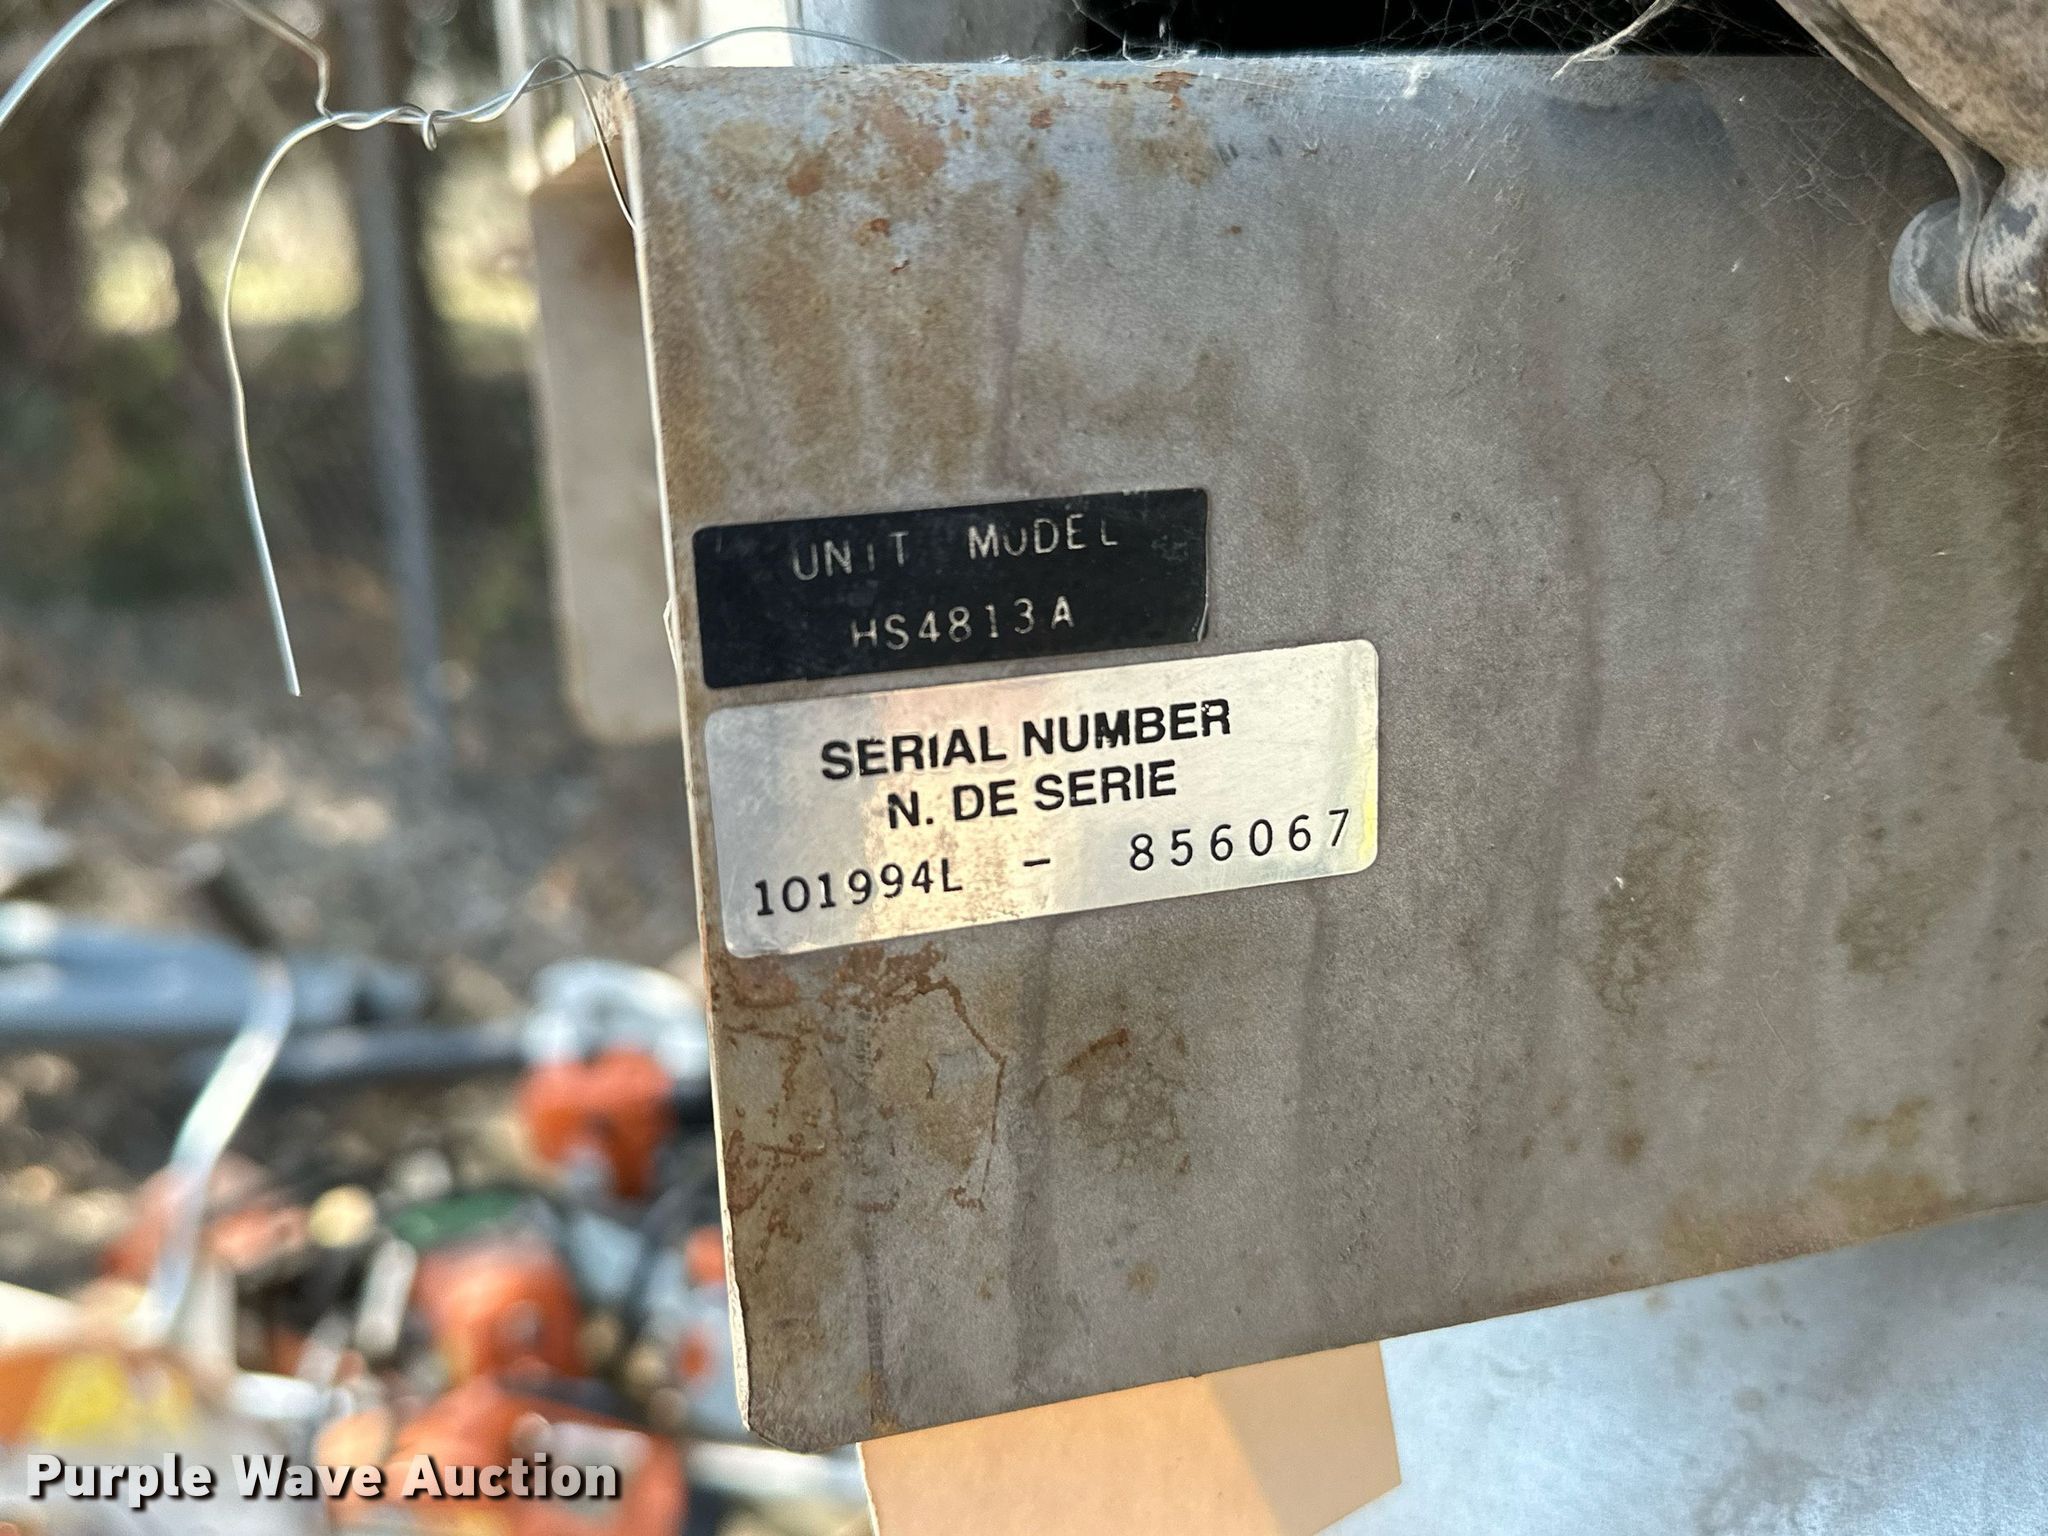 UNIT MODEL
HS4813A
SERIAL NUMBER
N. DE SERIE
101994L - 856067
Purple Wave Auction